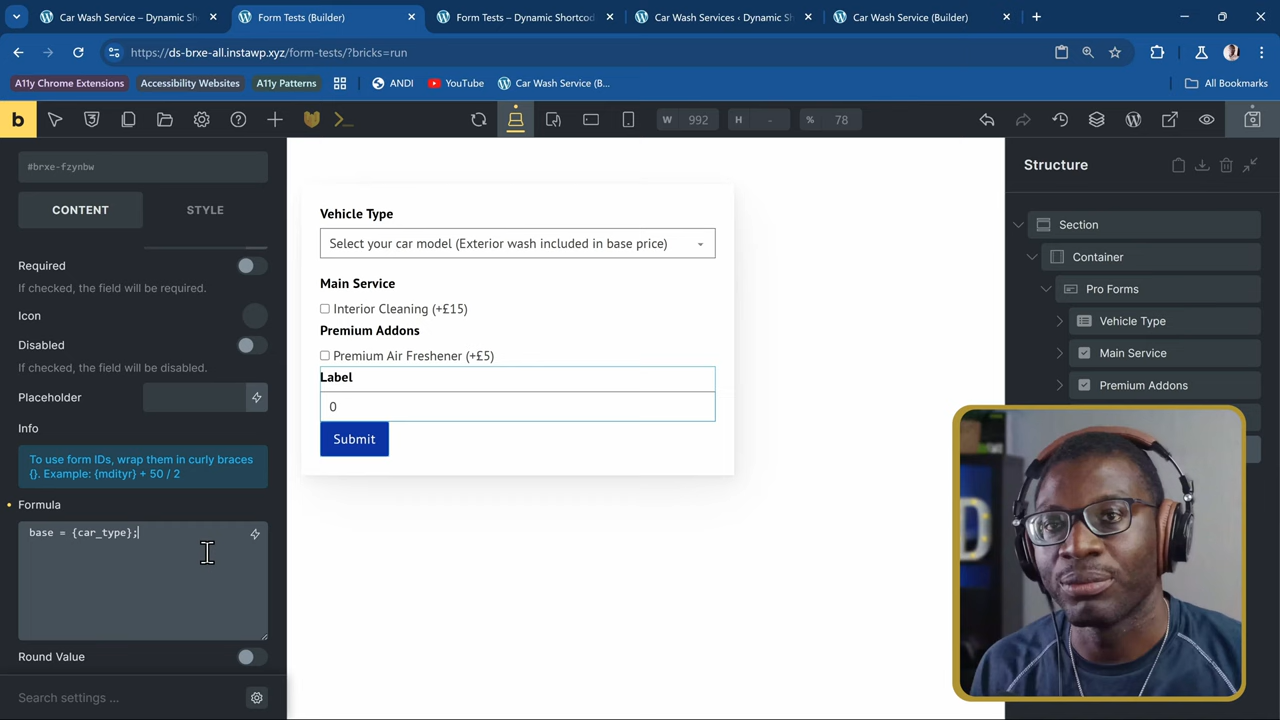 Car Wash Service – Dynamic Sh
Form Tests (Builder)
Form Tests – Dynamic Shortcod
Car Wash Services ‹ Dynamic Sh
Car Wash Service (Builder)
https://ds-brxe-all.instawp.xyz/form-tests/?bricks=run
A11y Chrome Extensions
Accessibility Websites
A11y Patterns
ANDI
YouTube
Car Wash Service (B...
All Bookmarks
b
W 992
H -
% 78
#brxe-fzynbw
CONTENT
STYLE
Required
If checked, the field will be required.
Icon
Disabled
If checked, the field will be disabled.
Placeholder
Info
To use form IDs, wrap them in curly braces
{}. Example: {mdityr} + 50 / 2
Formula
base = {car_type};
Round Value
Search settings ...
Vehicle Type
Select your car model (Exterior wash included in base price)
Main Service
Interior Cleaning (+£15)
Premium Addons
Premium Air Freshener (+£5)
Label
0
Submit
Structure
Section
Container
Pro Forms
Vehicle Type
Main Service
Premium Addons